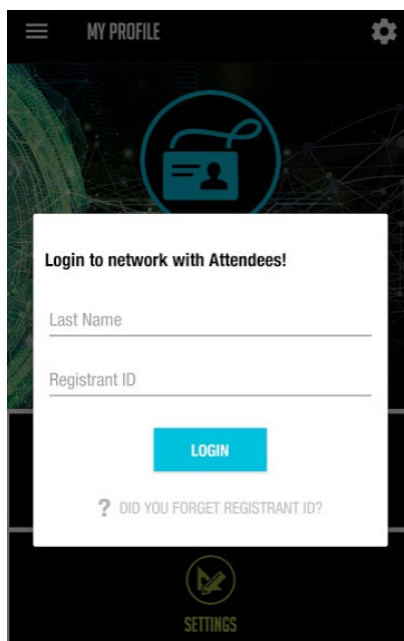 MY PROFILE
Login to network with Attendees!
Last Name
Registrant ID
LOGIN
? DID YOU FORGET REGISTRANT ID?
SETTINGS